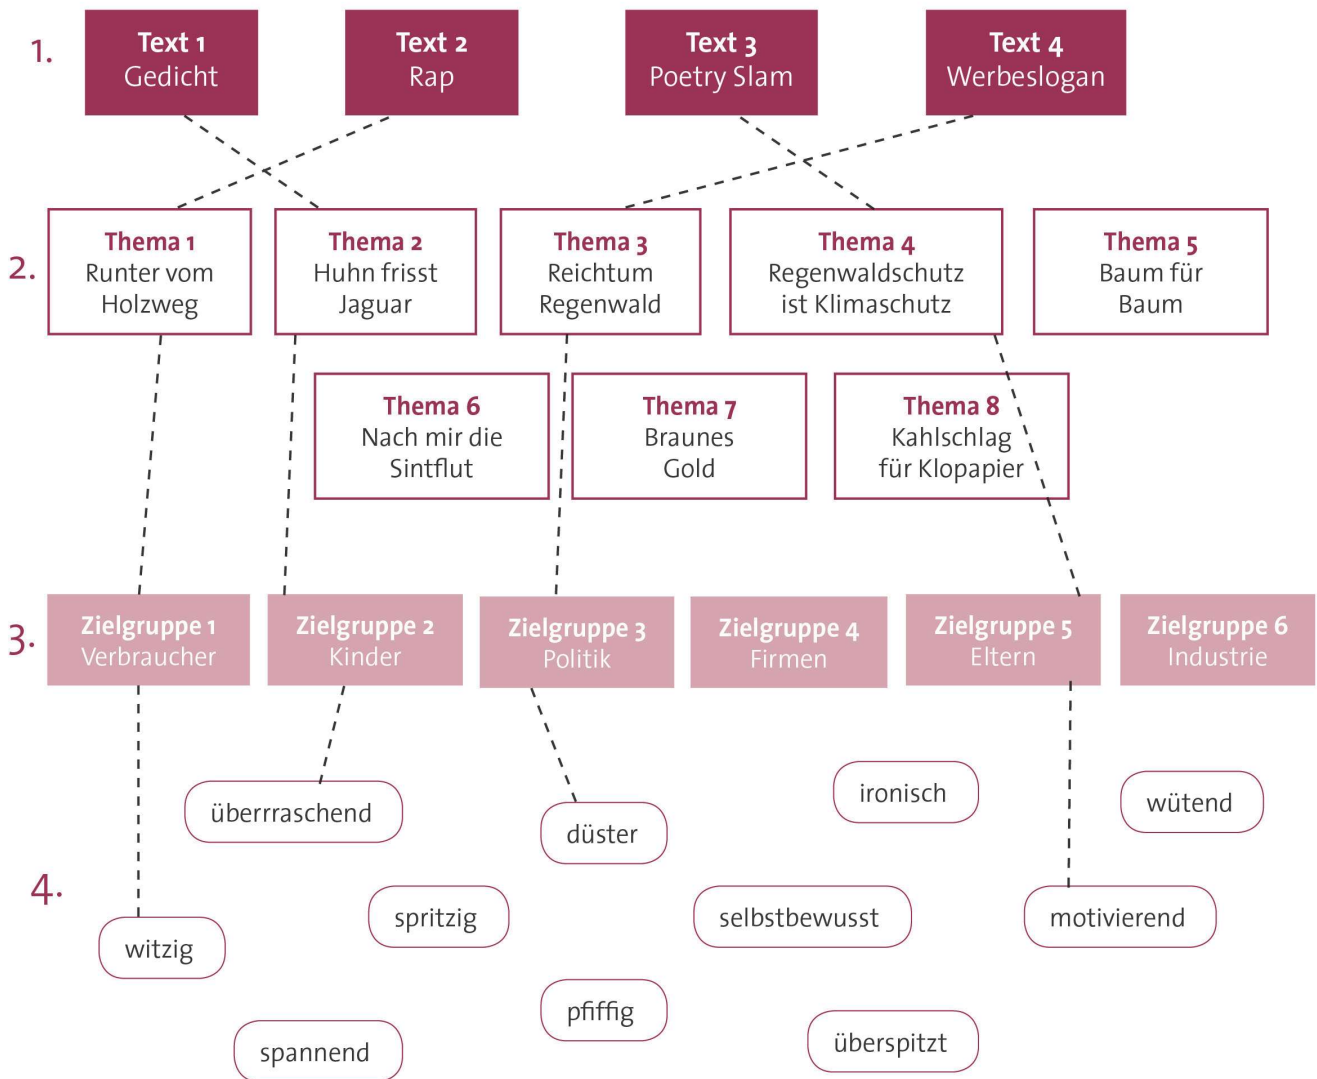 1.
Text 1
Gedicht
Text 2
Rap
Text 3
Poetry Slam
Text 4
Werbeslogan
2.
Thema 1
Runter vom
Holzweg
Thema 2
Huhn frisst
Jaguar
Thema 3
Reichtum
Regenwald
Thema 4
Regenwaldschutz
ist Klimaschutz
Thema 5
Baum für
Baum
Thema 6
Nach mir die
Sintflut
Thema 7
Braunes
Gold
Thema 8
Kahlschlag
für Klopapier
3.
Zielgruppe 1
Verbraucher
Zielgruppe 2
Kinder
Zielgruppe 3
Politik
Zielgruppe 4
Firmen
Zielgruppe 5
Eltern
Zielgruppe 6
Industrie
4.
überrraschend
düster
ironisch
wütend
witzig
spritzig
selbstbewusst
motivierend
spannend
pfiffig
überspitzt